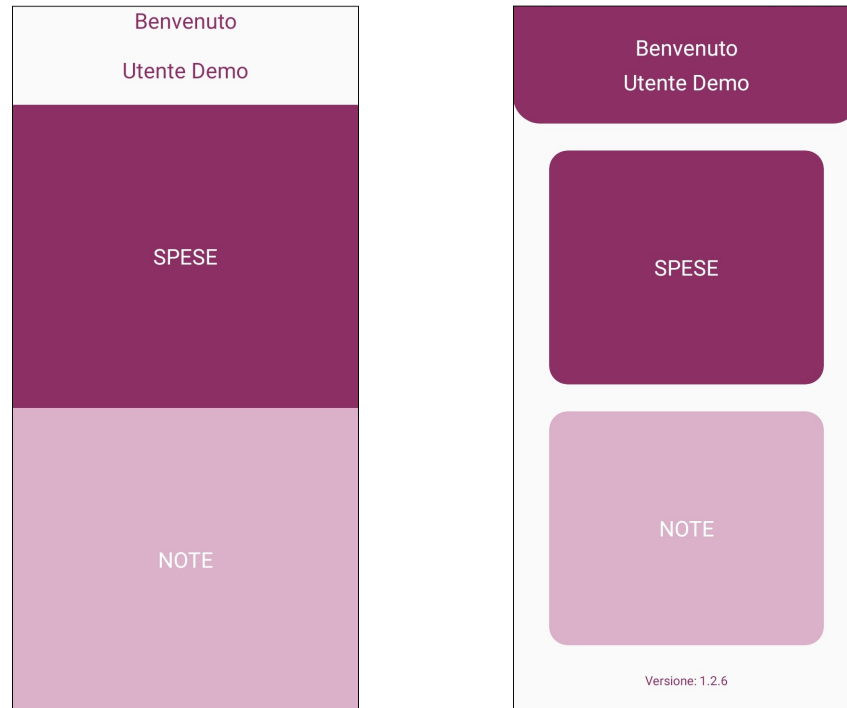 Benvenuto
Utente Demo
SPESE
NOTE
Benvenuto
Utente Demo
SPESE
NOTE
Versione: 1.2.6